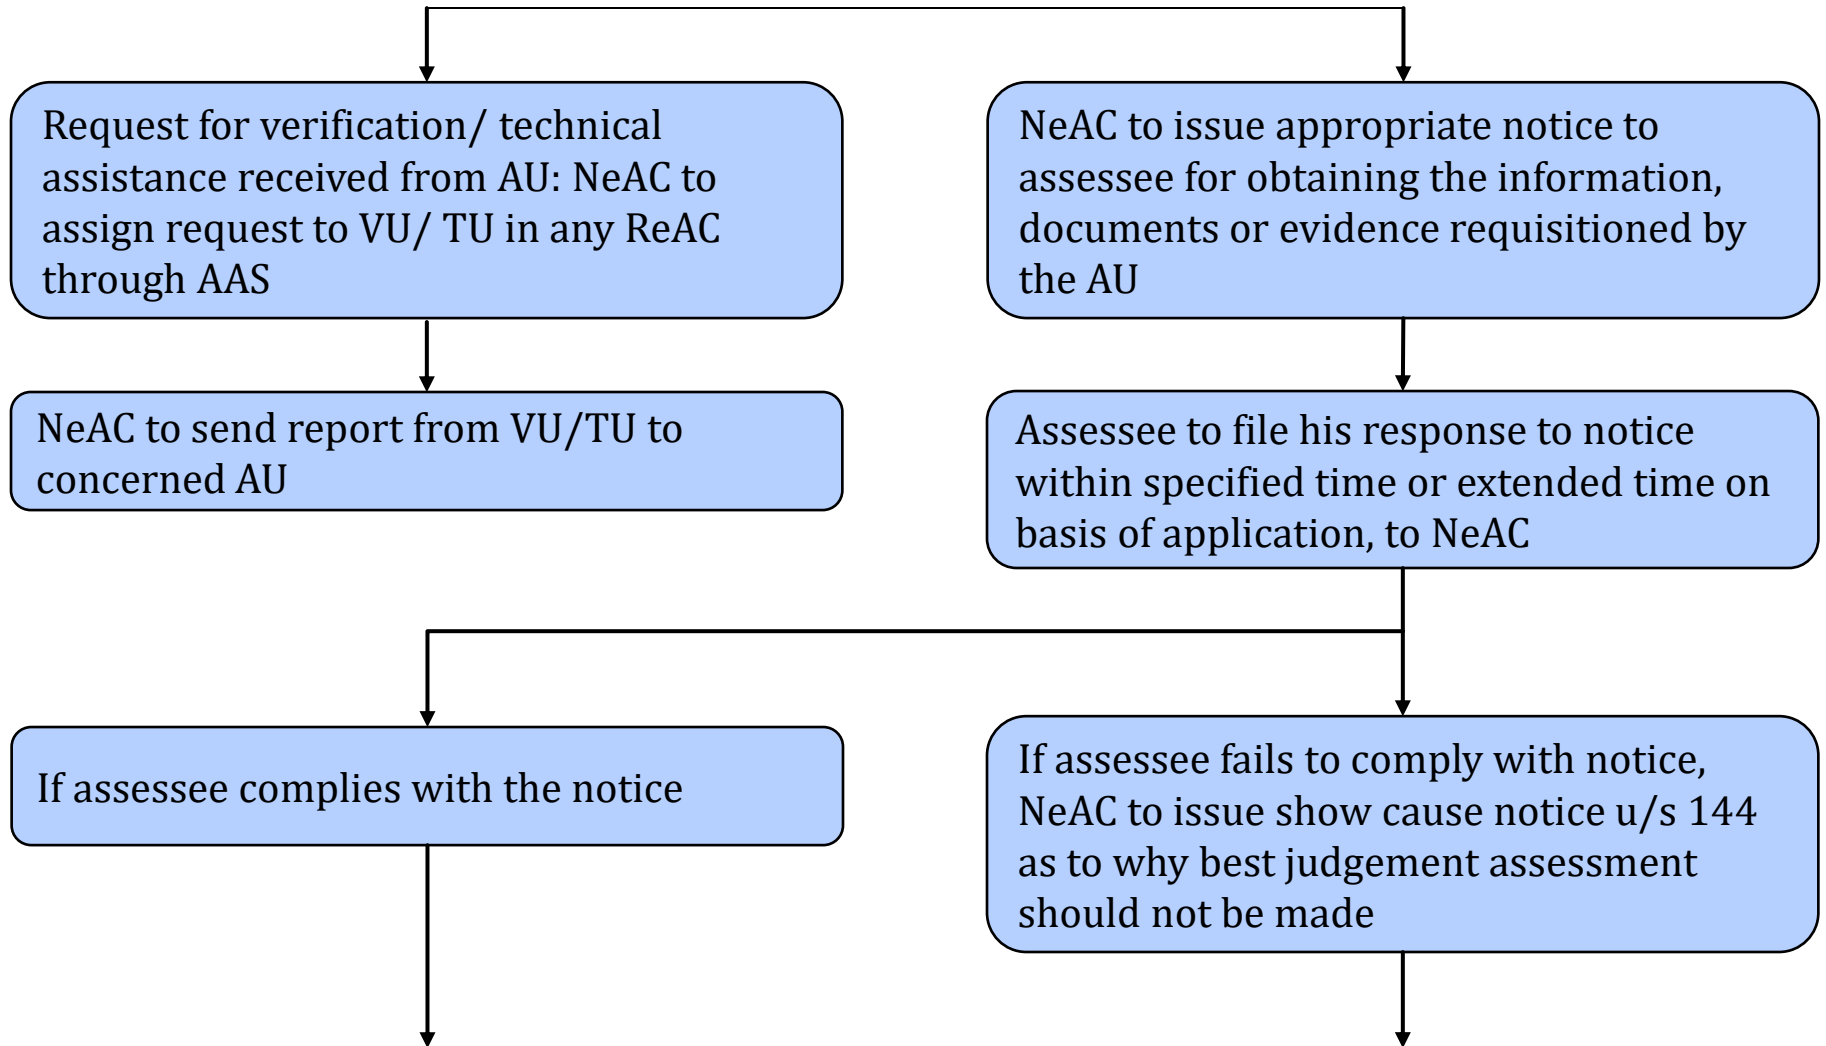 Request for verification/ technical
assistance received from AU: NeAC to
assign request to VU/ TU in any ReAC
through AAS
NeAC to issue appropriate notice to
assessee for obtaining the information,
documents or evidence requisitioned by
the AU
NeAC to send report from VU/TU to
concerned AU
Assessee to file his response to notice
within specified time or extended time on
basis of application, to NeAC
If assessee complies with the notice
If assessee fails to comply with notice,
NeAC to issue show cause notice u/s 144
as to why best judgement assessment
should not be made